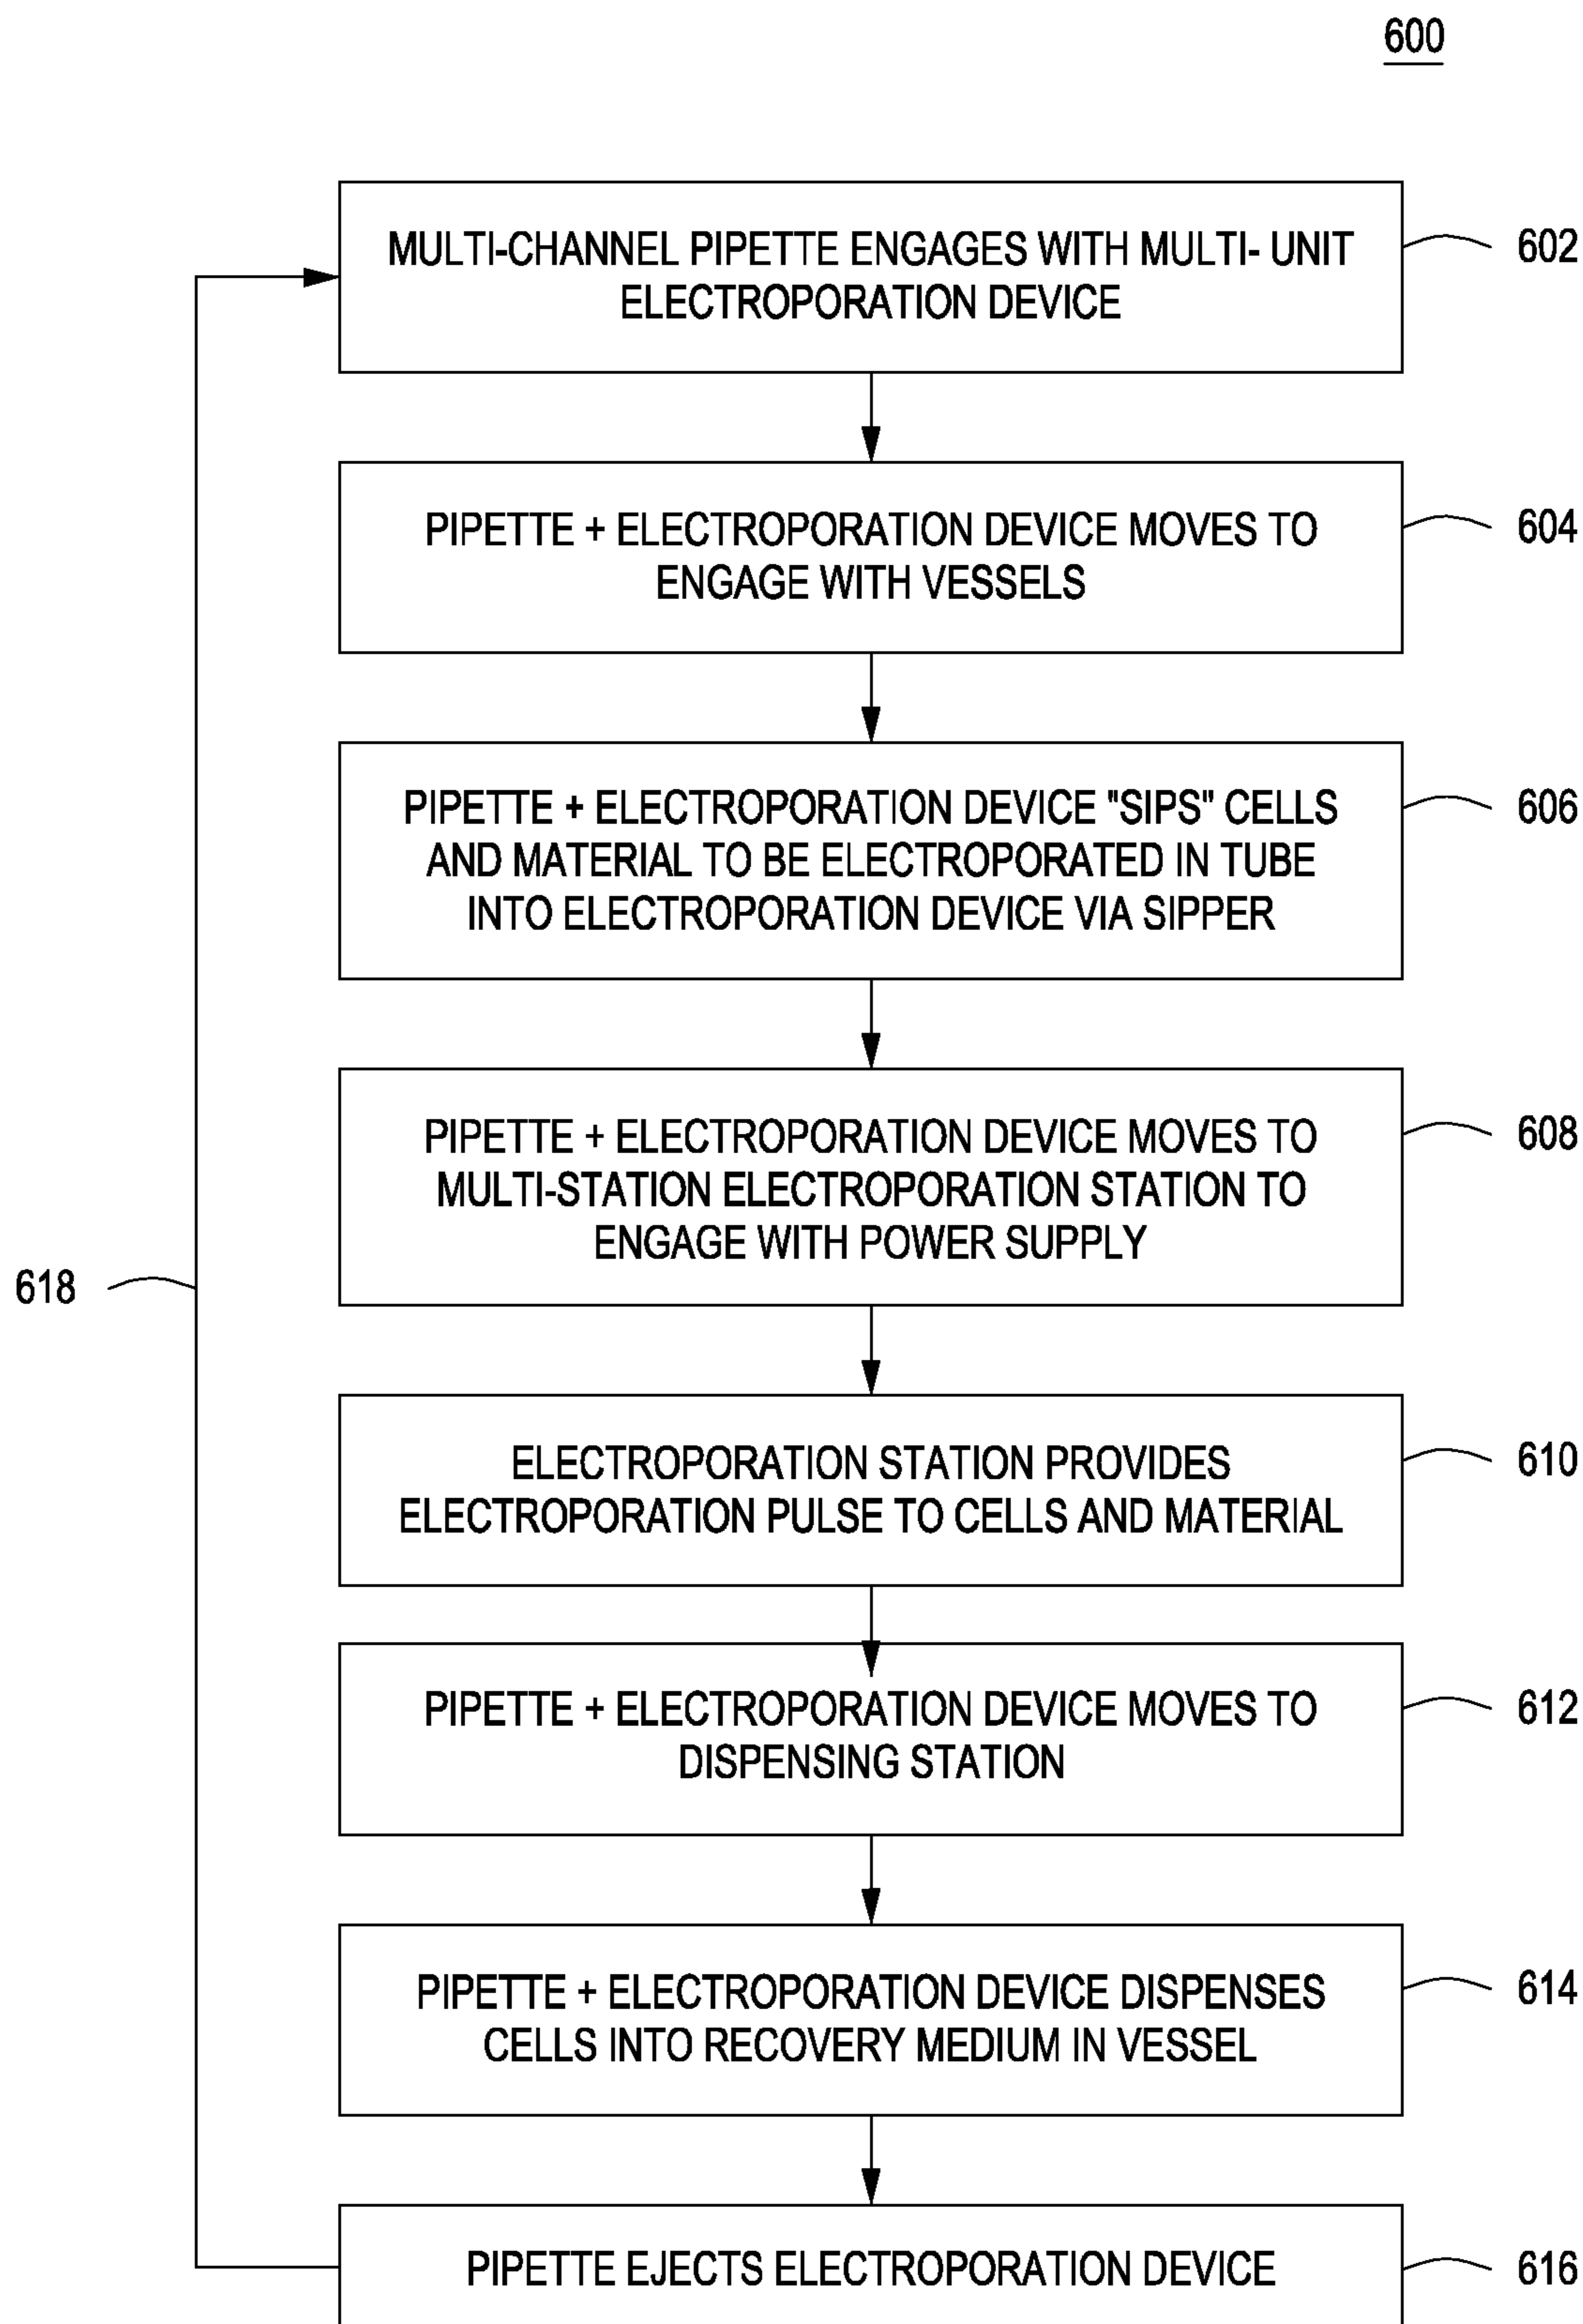 600
MULTI-CHANNEL PIPETTE ENGAGES WITH MULTI- UNIT
ELECTROPORATION DEVICE
602
PIPETTE + ELECTROPORATION DEVICE MOVES TO
ENGAGE WITH VESSELS
604
PIPETTE + ELECTROPORATION DEVICE "SIPS" CELLS
AND MATERIAL TO BE ELECTROPORATED IN TUBE
INTO ELECTROPORATION DEVICE VIA SIPPER
606
PIPETTE + ELECTROPORATION DEVICE MOVES TO
MULTI-STATION ELECTROPORATION STATION TO
ENGAGE WITH POWER SUPPLY
608
618
ELECTROPORATION STATION PROVIDES
ELECTROPORATION PULSE TO CELLS AND MATERIAL
610
PIPETTE + ELECTROPORATION DEVICE MOVES TO
DISPENSING STATION
612
PIPETTE + ELECTROPORATION DEVICE DISPENSES
CELLS INTO RECOVERY MEDIUM IN VESSEL
614
PIPETTE EJECTS ELECTROPORATION DEVICE
616